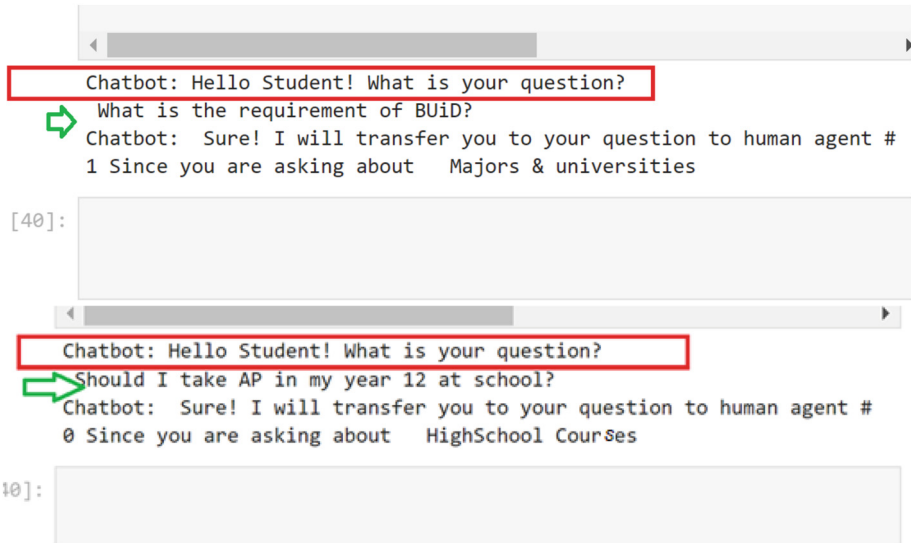 Chatbot: Hello Student! What is your question?
What is the requirement of BUiD?
Chatbot:  Sure! I will transfer you to your question to human agent #
1 Since you are asking about   Majors & universities
[40]:
Chatbot: Hello Student! What is your question?
Should I take AP in my year 12 at school?
Chatbot:  Sure! I will transfer you to your question to human agent #
0 Since you are asking about   HighSchool Courses
40]: